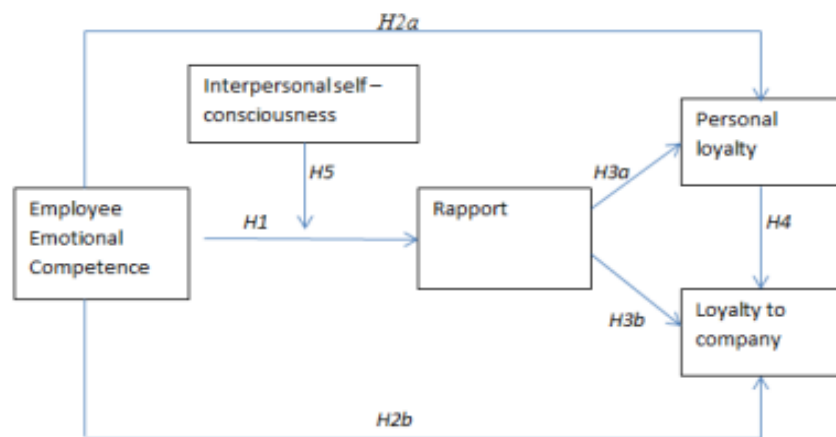 H2a
Interpersonal self –
consciousness
Personal
loyalty
H5
H3a
Employee
Emotional
Competence
H1
Rapport
H4
H3b
Loyalty to
company
H2b